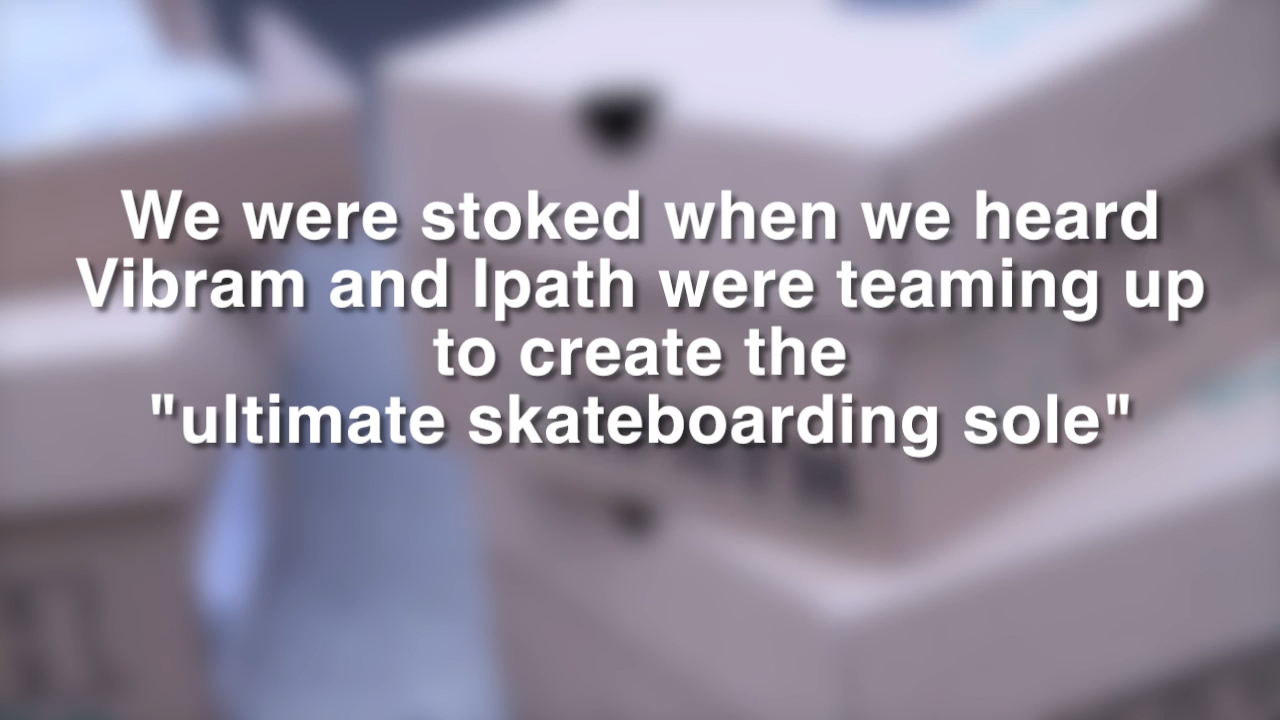 We were stoked when we heard
Vibram and Ipath were teaming up
to create the
"ultimate skateboarding sole"